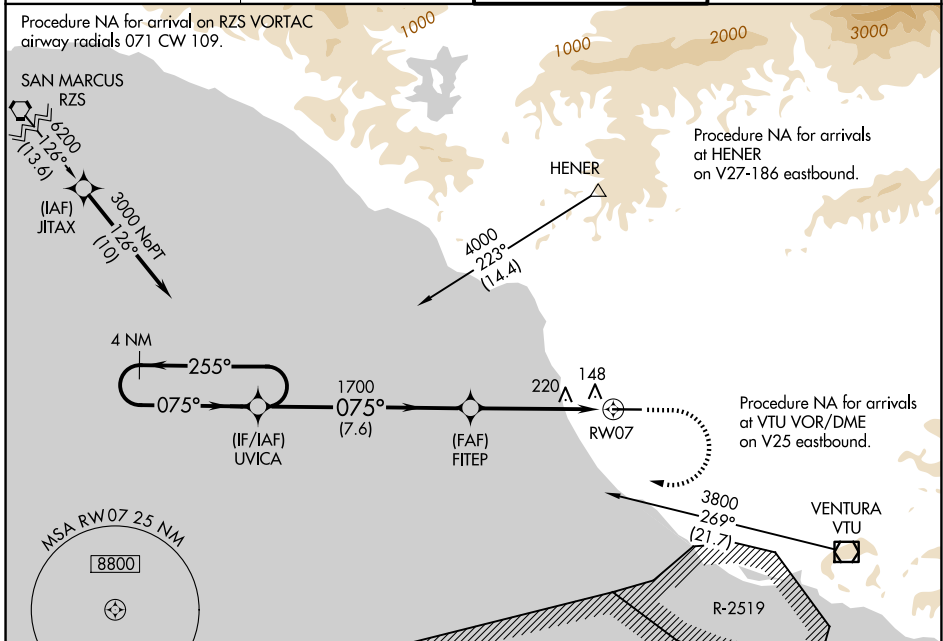 Procedure NA for arrival on RZS VORTAC
airway radials 071 CW 109.
1000
1000
2000
3000
SAN MARCUS
RZS
6200
126°
(13.6)
(IAF)
JITAX
3000 NoPT
126°
(10)
HENER
Procedure NA for arrivals
at HENER
on V27-186 eastbound.
4000
223°
(14.4)
4 NM
255°
075°
(IF/IAF)
UVICA
1700
075°
(7.6)
(FAF)
FITEP
220
148
RW07
Procedure NA for arrivals
at VTU VOR/DME
on V25 eastbound.
3800
269°
(21.7)
VENTURA
VTU
MSA RW07 25 NM
8800
R-2519